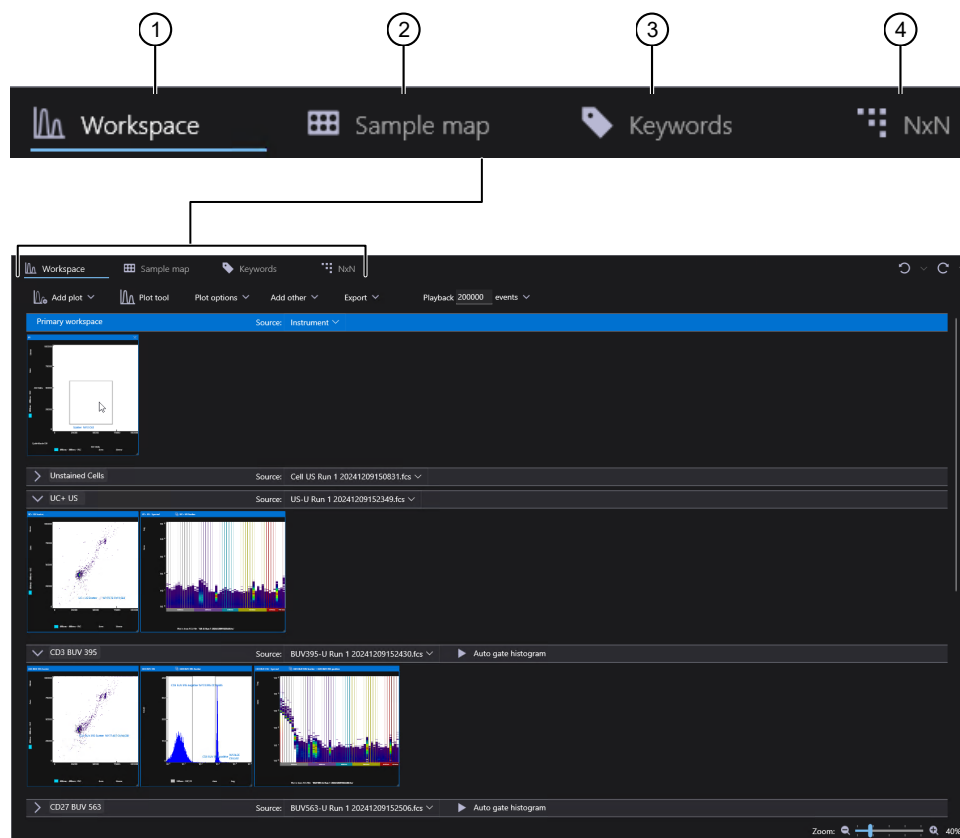 1 2 3 4
Workspace Sample map Keywords NxN
Workspace Sample map Keywords NxN
Add plot Plot tool Plot options Add other Export Playback 200000 events
Primary workspace Source: Instrument
Unstained Cells Source: Cell US Run 1 20241209150831.fcs
UC+ US Source: US-U Run 1 20241209152349.fcs
CD3 BUV 395 Source: BUV395-U Run 1 20241209152430.fcs Auto gate histogram
CD27 BUV 563 Source: BUV563-U Run 1 20241209152506.fcs Auto gate histogram
Zoom: 40%